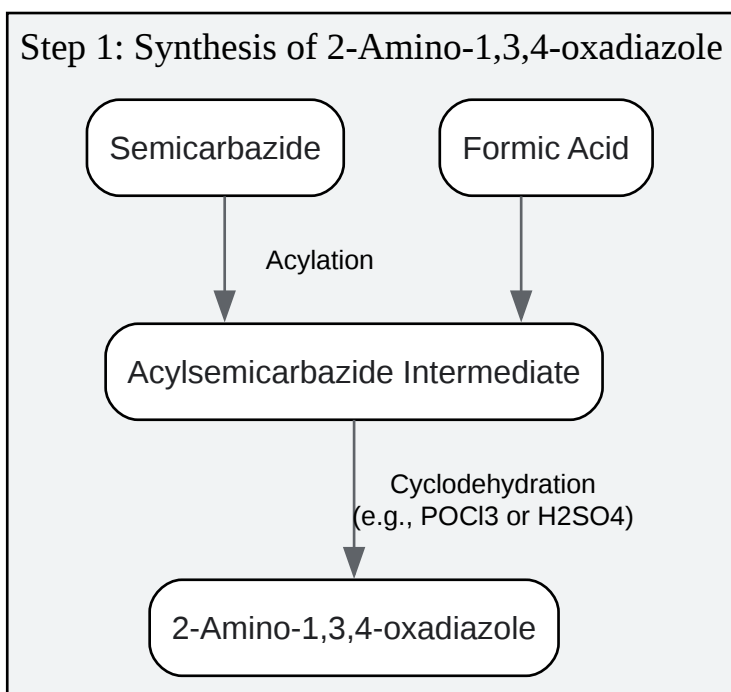 Step 1: Synthesis of 2-Amino-1,3,4-oxadiazole
Semicarbazide
Formic Acid
Acylation
Acylsemicarbazide Intermediate
Cyclodehydration
(e.g., POCl3 or H2SO4)
2-Amino-1,3,4-oxadiazole